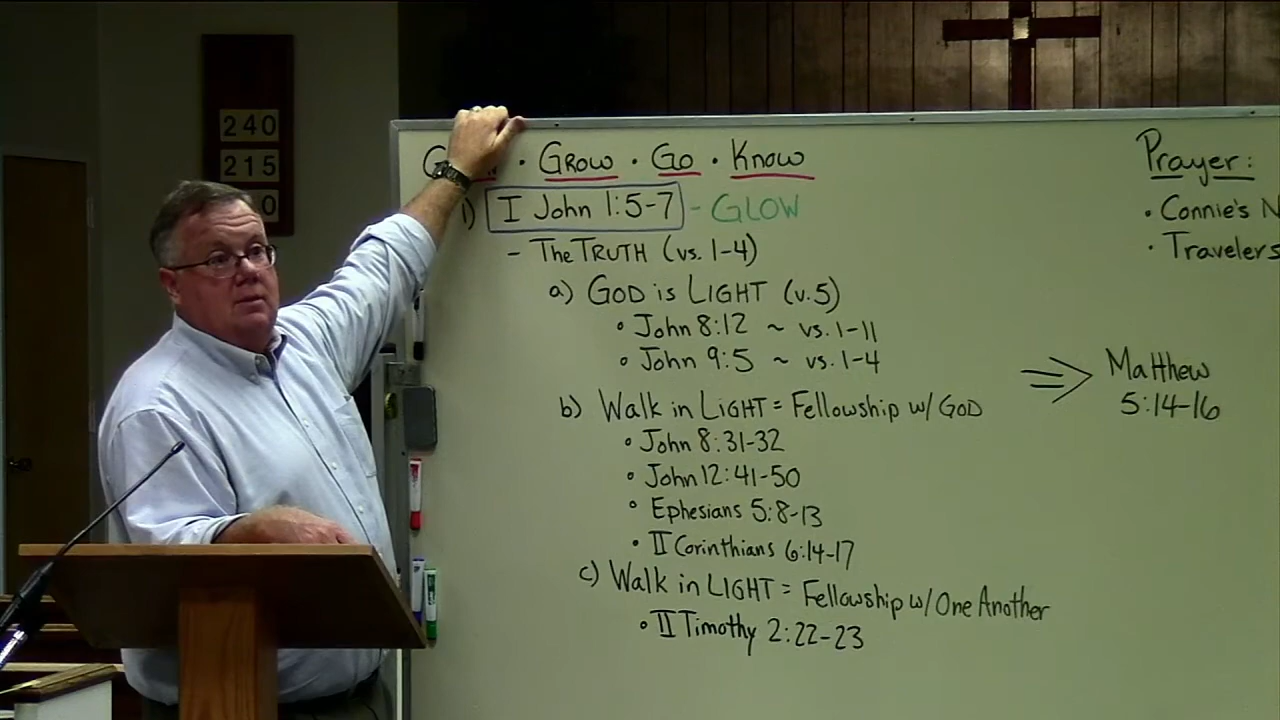 240
215
0
• Grow • Go • Know
1) I John 1:5-7 - GLOW
- The TRUTH (vs. 1-4)
a) GOD is LIGHT (v.5)
• John 8:12 ~ vs. 1-11
• John 9:5 ~ vs. 1-4
b) Walk in LIGHT = Fellowship w/ GOD
• John 8:31-32
• John 12:41-50
• Ephesians 5:8-13
• II Corinthians 6:14-17
c) Walk in LIGHT = Fellowship w/ One Another
• II Timothy 2:22-23
⇒ Matthew
5:14-16
Prayer:
• Connie's N
• Travelers